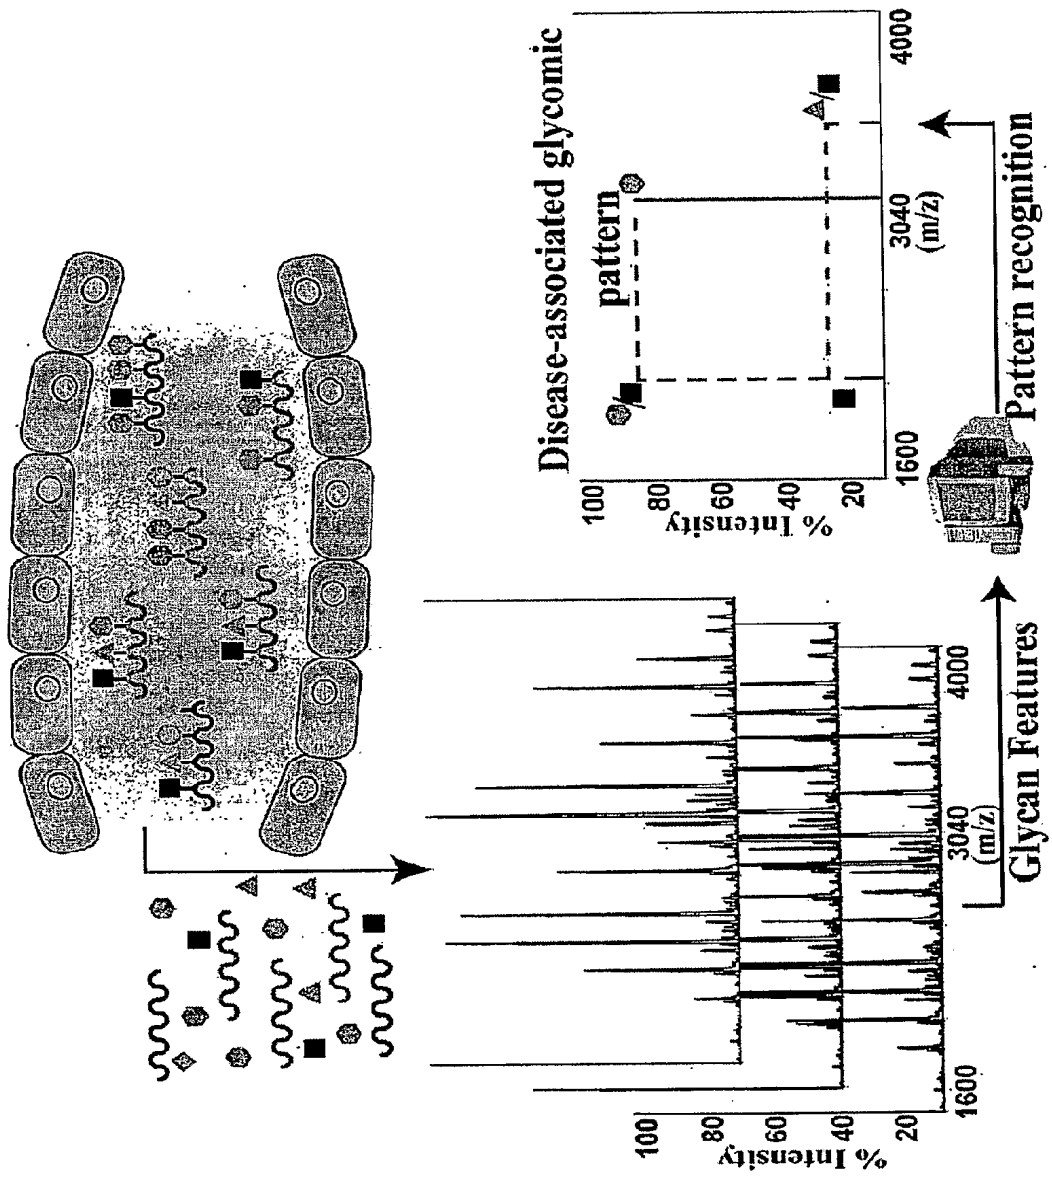 Disease-associated glycomic
pattern
100
80
60
40
20
% Intensity
1600
3040
(m/z)
4000
Pattern recognition
100
80
60
40
20
% Intensity
1600
3040
(m/z)
4000
Glycan Features